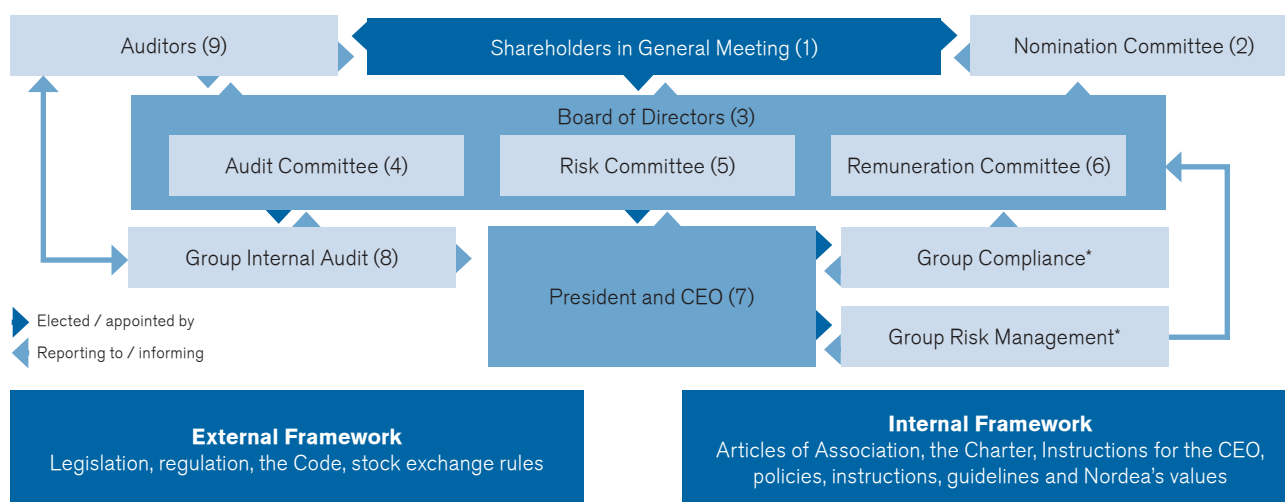 Auditors (9)
Shareholders in General Meeting (1)
Nomination Committee (2)
Board of Directors (3)
Audit Committee (4)
Risk Committee (5)
Remuneration Committee (6)
Group Internal Audit (8)
President and CEO (7)
Group Compliance*
Group Risk Management*
Elected / appointed by
Reporting to / informing
External Framework
Legislation, regulation, the Code, stock exchange rules
Internal Framework
Articles of Association, the Charter, Instructions for the CEO,
policies, instructions, guidelines and Nordea's values